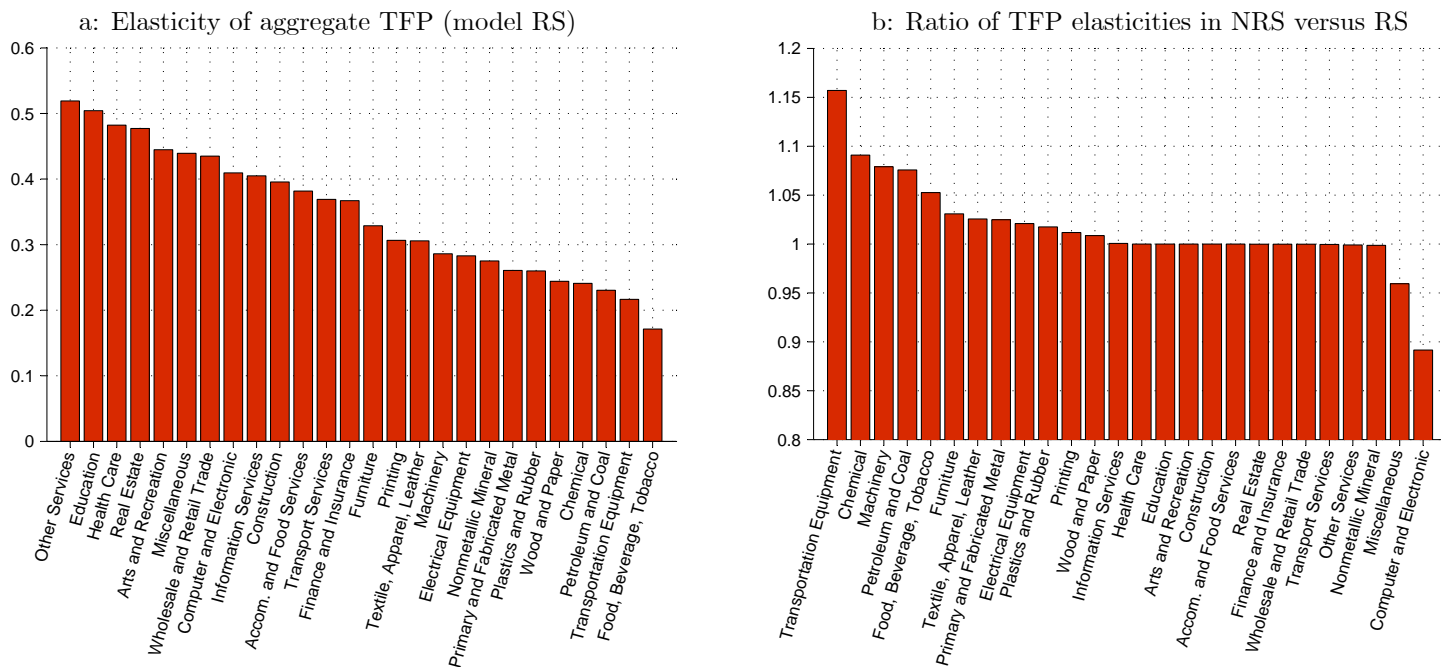 a: Elasticity of aggregate TFP (model RS)
0.6
0.5
0.4
0.3
0.2
0.1
0
Other Services
Education
Health Care
Real Estate
Arts and Recreation
Miscellaneous
Wholesale and Retail Trade
Computer and Electronic
Information Services
Construction
Accom. and Food Services
Transport Services
Finance and Insurance
Furniture
Printing
Textile, Apparel, Leather
Machinery
Electrical Equipment
Nonmetallic Mineral
Primary and Fabricated Metal
Plastics and Rubber
Wood and Paper
Chemical
Petroleum and Coal
Transportation Equipment
Food, Beverage, Tobacco
b: Ratio of TFP elasticities in NRS versus RS
1.2
1.15
1.1
1.05
1
0.95
0.9
0.85
0.8
Transportation Equipment
Chemical
Machinery
Petroleum and Coal
Food, Beverage, Tobacco
Furniture
Textile, Apparel, Leather
Primary and Fabricated Metal
Electrical Equipment
Plastics and Rubber
Printing
Wood and Paper
Information Services
Health Care
Education
Arts and Recreation
Construction
Accom. and Food Services
Real Estate
Finance and Insurance
Wholesale and Retail Trade
Transport Services
Other Services
Nonmetallic Mineral
Miscellaneous
Computer and Electronic